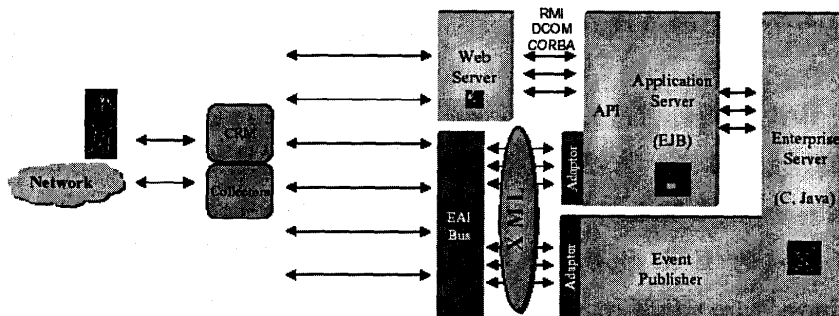 RMI
DCOM
CORBA
Web
Server
API
Application
Server
(EJB)
Enterprise
Server
(C, Java)
CRM
Collectors
Network
EAI
Bus
XML
Adaptor
Adaptor
Event
Publisher